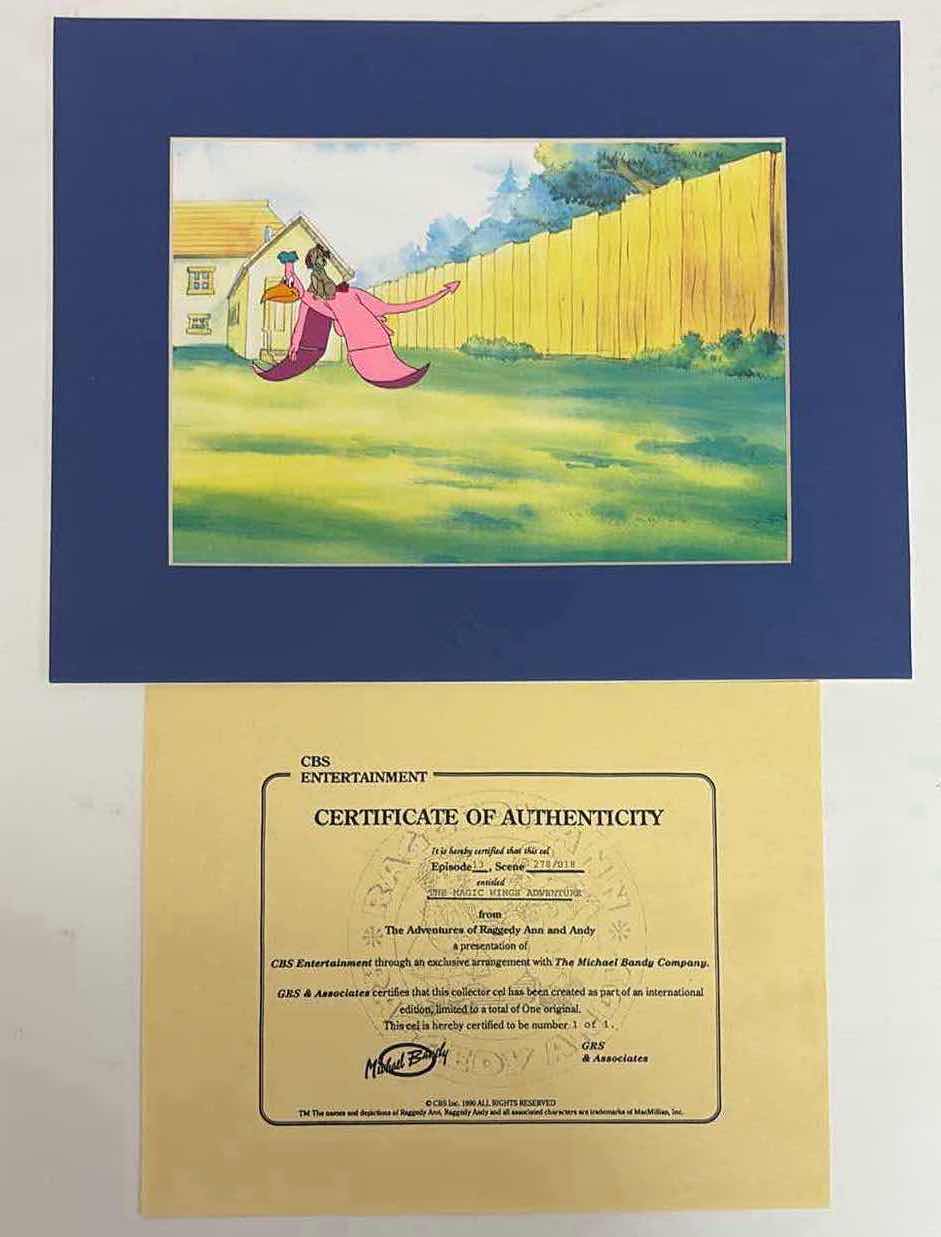 CBS
ENTERTAINMENT
CERTIFICATE OF AUTHENTICITY
It is hereby certified that this cel
Episode 13, Scene 278/018
entitled
THE MAGIC WINGS ADVENTURE
from
The Adventures of Raggedy Ann and Andy
a presentation of
CBS Entertainment through an exclusive arrangement with The Michael Bandy Company.
GRS & Associates certifies that this collector cel has been created as part of an international
edition, limited to a total of One original.
This cel is hereby certified to be number 1 of 1.
Michael Bandy
GRS
& Associates
© CBS Inc. 1990 ALL RIGHTS RESERVED
TM The names and depictions of Raggedy Ann, Raggedy Andy and all associated characters are trademarks of MacMillian, Inc.